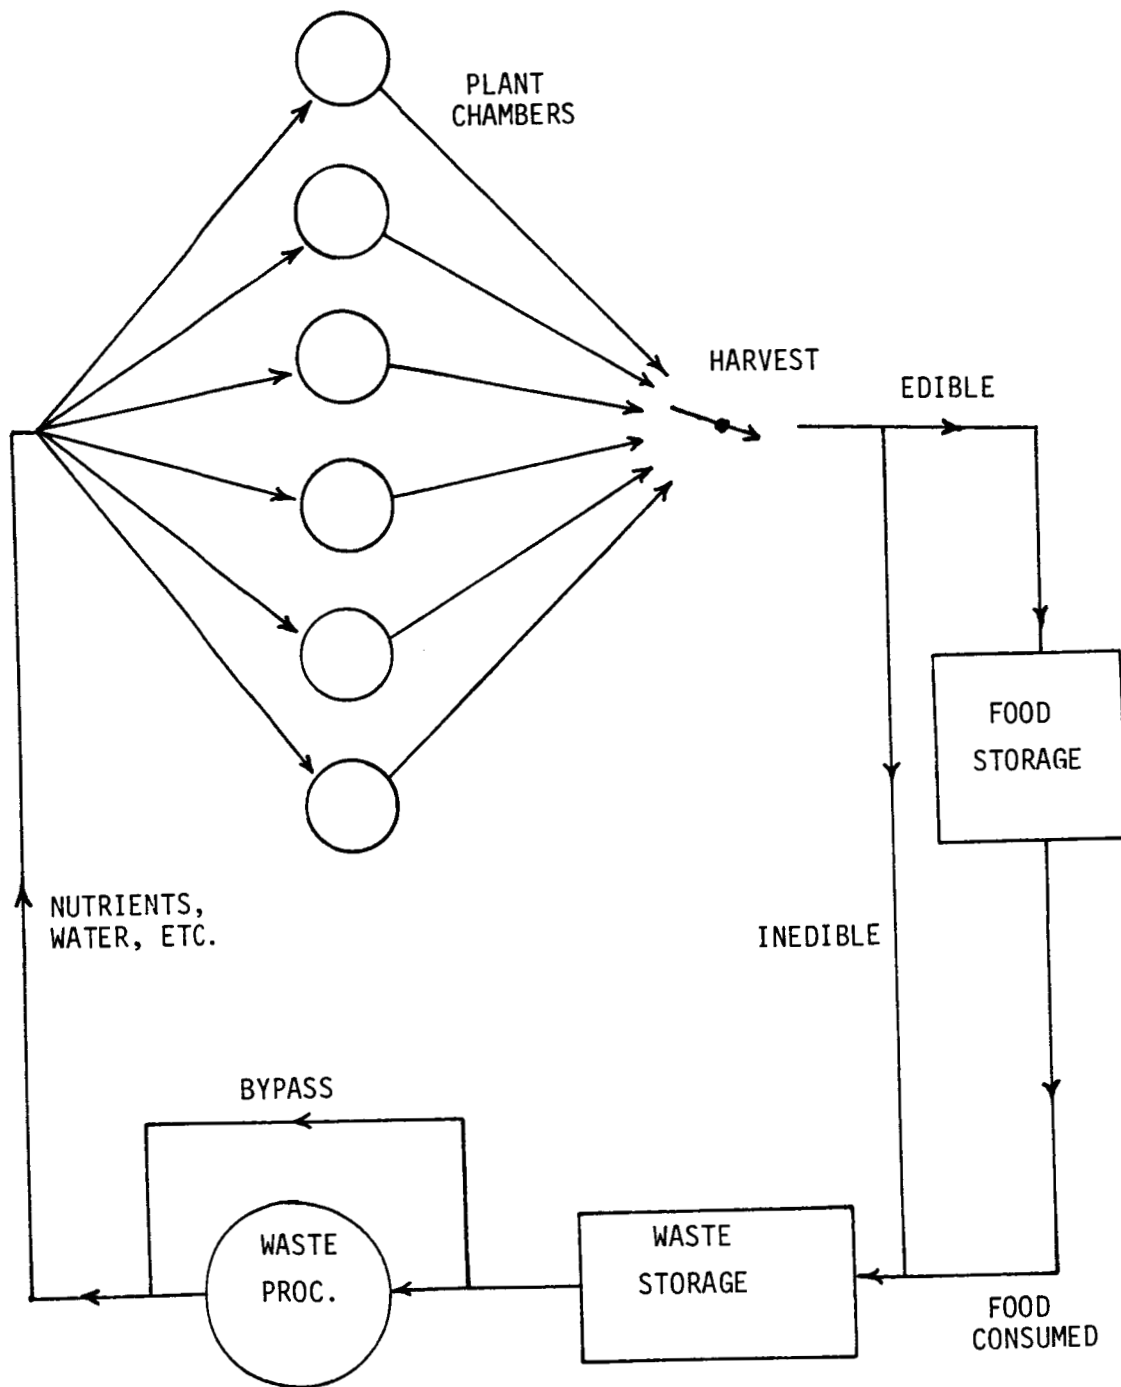 PLANT
CHAMBERS
HARVEST
EDIBLE
FOOD
STORAGE
NUTRIENTS,
WATER, ETC.
INEDIBLE
BYPASS
WASTE
PROC.
WASTE
STORAGE
FOOD
CONSUMED